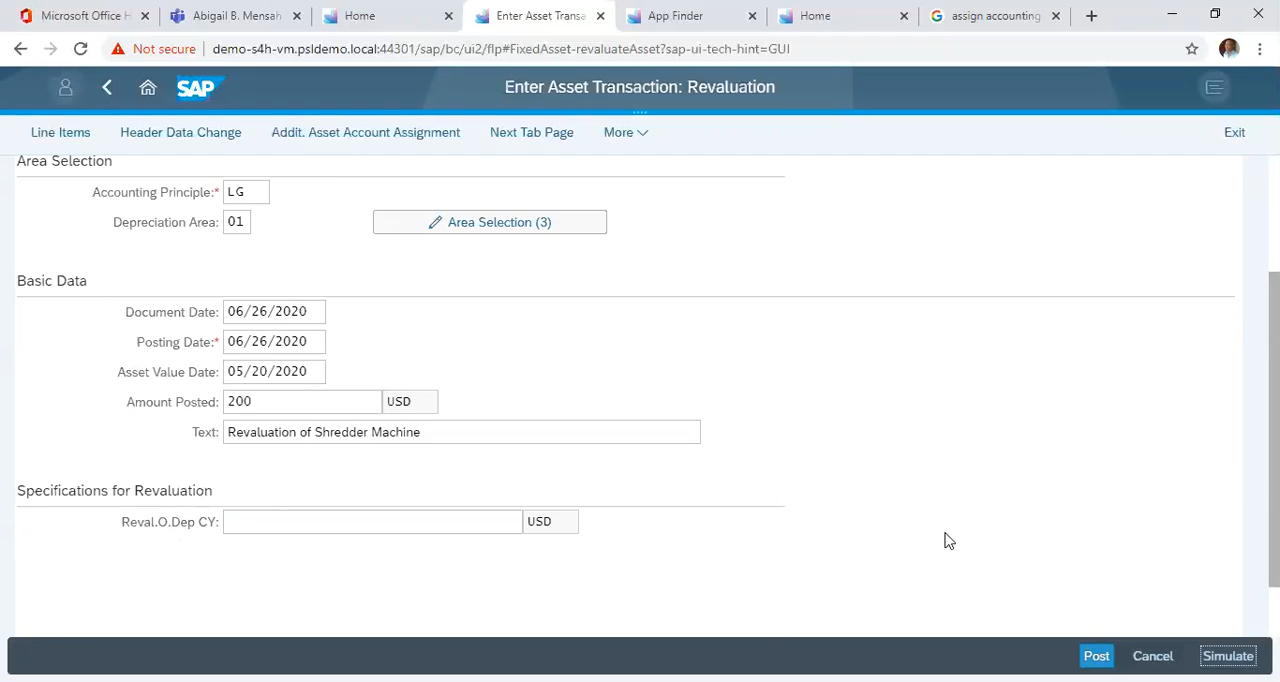 Microsoft Office H
Abigail B. Mensah
Home
Enter Asset Transa
App Finder
Home
assign accounting
Not secure
demo-s4h-vm.psldemo.local:44301/sap/bc/ui2/flp#FixedAsset-revaluateAsset?sap-ui-tech-hint=GUI
SAP
Enter Asset Transaction: Revaluation
Line Items
Header Data Change
Addit. Asset Account Assignment
Next Tab Page
More
Exit
Area Selection
Accounting Principle:* LG
Depreciation Area: 01
Area Selection (3)
Basic Data
Document Date: 06/26/2020
Posting Date:* 06/26/2020
Asset Value Date: 05/20/2020
Amount Posted: 200 USD
Text: Revaluation of Shredder Machine
Specifications for Revaluation
Reval.O.Dep CY: USD
Post
Cancel
Simulate